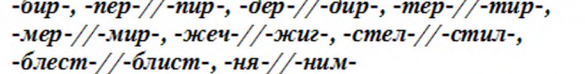 -бир-, -пер-//-пир-, -дер-//-дир-, -тер-//-тир-,
-мер-//-мир-, -жеч-//-жиг-, -стел-//-стил-,
-блест-//-блист-, -ня-//-ним-